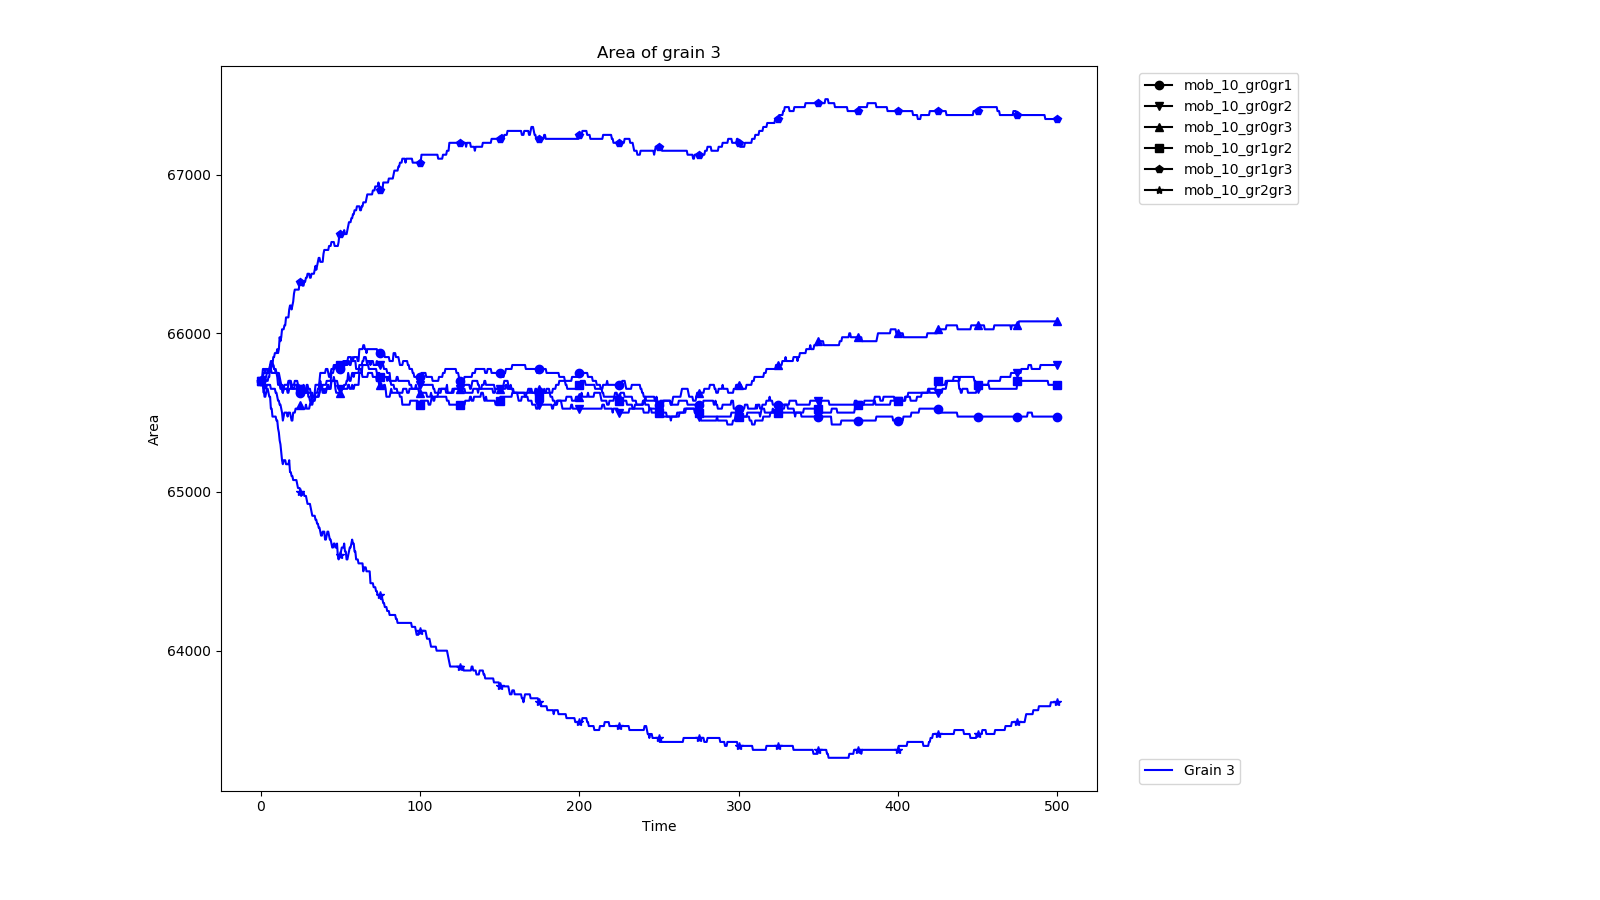 Area of grain 3
mob_10_gr0gr1
mob_10_gr0gr2
mob_10_gr0gr3
mob_10_gr1gr2
mob_10_gr1gr3
mob_10_gr2gr3
67000
66000
65000
64000
Area
0 100 200 300 400 500
Time
Grain 3